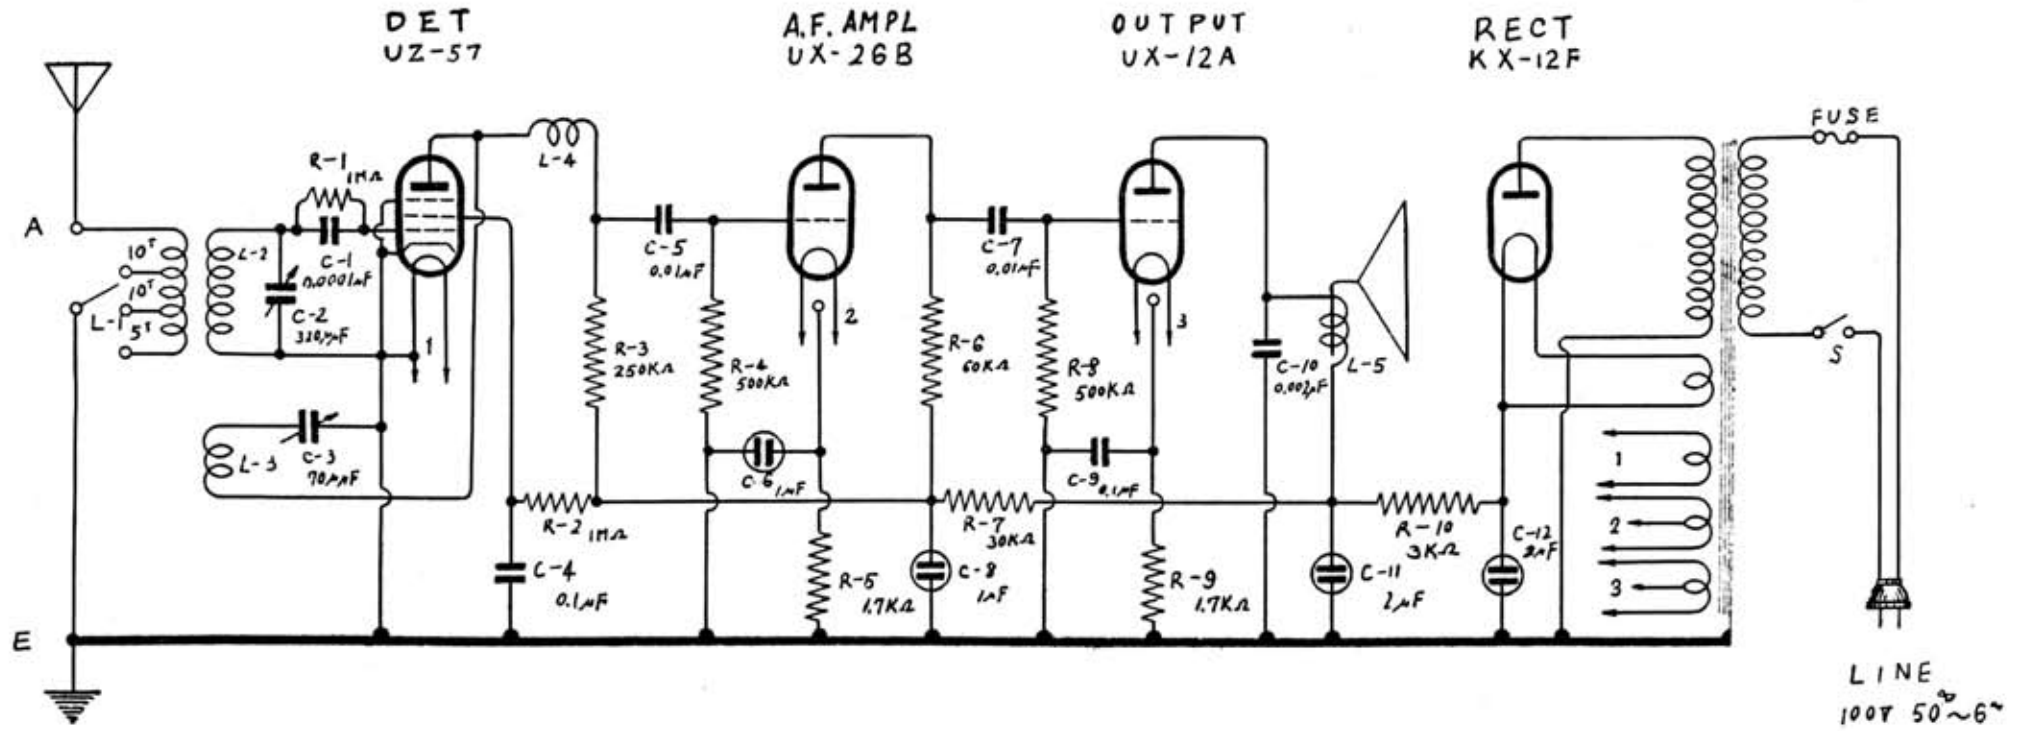 DET
UZ-57
A.F. AMPL
UX-26B
OUTPUT
UX-12A
RECT
KX-12F
FUSE
A
10T
10T
5T
L-1
L-2
R-1
1MΩ
C-1
0.0001μF
C-2
320μμF
1
L-3
C-3
70μμF
L-4
R-2
1MΩ
C-4
0.1μF
R-3
250KΩ
C-5
0.01μF
R-4
500KΩ
C-6
1μF
2
R-5
1.7KΩ
R-6
60KΩ
C-7
0.01μF
R-7
30KΩ
C-8
1μF
R-8
500KΩ
C-9
0.1μF
3
R-9
1.7KΩ
C-10
0.002μF
L-5
C-11
2μF
R-10
3KΩ
C-12
2μF
1
2
3
S
E
LINE
100V 50~6~